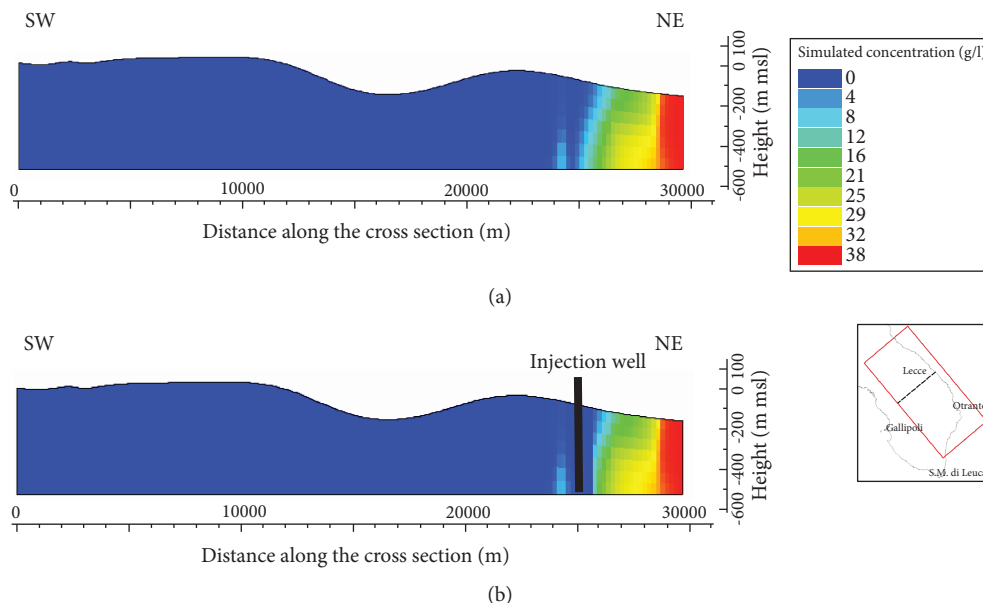 SW
NE
100
0
-200
-400
-600
Height (m msl)
0
10000
20000
30000
Distance along the cross section (m)
(a)
Simulated concentration (g/l)
0
4
8
12
16
21
25
29
32
38
SW
NE
Injection well
100
0
-200
-400
-600
Height (m msl)
0
10000
20000
30000
Distance along the cross section (m)
(b)
Lecce
Otranto
Gallipoli
S.M. di Leuca